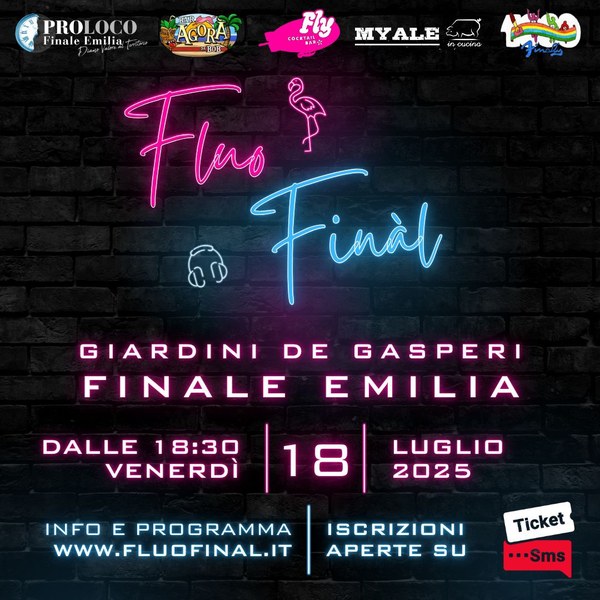 PROLOCO
Finale Emilia
AGORÀ
BAR
Fly
COCKTAIL
BAR
MYALE
in cucina
Fluo
Finàl
GIARDINI DE GASPERI
FINALE EMILIA
DALLE 18:30
VENERDÌ
18
LUGLIO
2025
INFO E PROGRAMMA
WWW.FLUOFINAL.IT
ISCRIZIONI
APERTE SU
Ticket
Sms